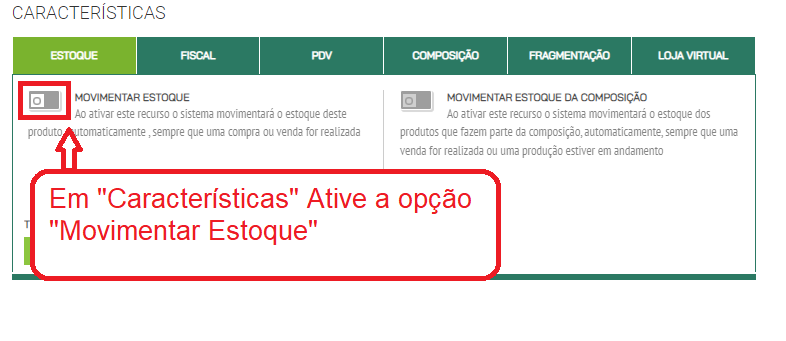 CARACTERÍSTICAS
ESTOQUE FISCAL PDV COMPOSIÇÃO FRAGMENTAÇÃO LOJA VIRTUAL
MOVIMENTAR ESTOQUE
Ao ativar este recurso o sistema movimentará o estoque deste
produto automaticamente , sempre que uma compra ou venda for realizada
MOVIMENTAR ESTOQUE DA COMPOSIÇÃO
Ao ativar este recurso o sistema movimentará o estoque dos
produtos que fazem parte da composição, automaticamente, sempre que uma
venda for realizada ou uma produção estiver em andamento
Em "Características" Ative a opção
"Movimentar Estoque"